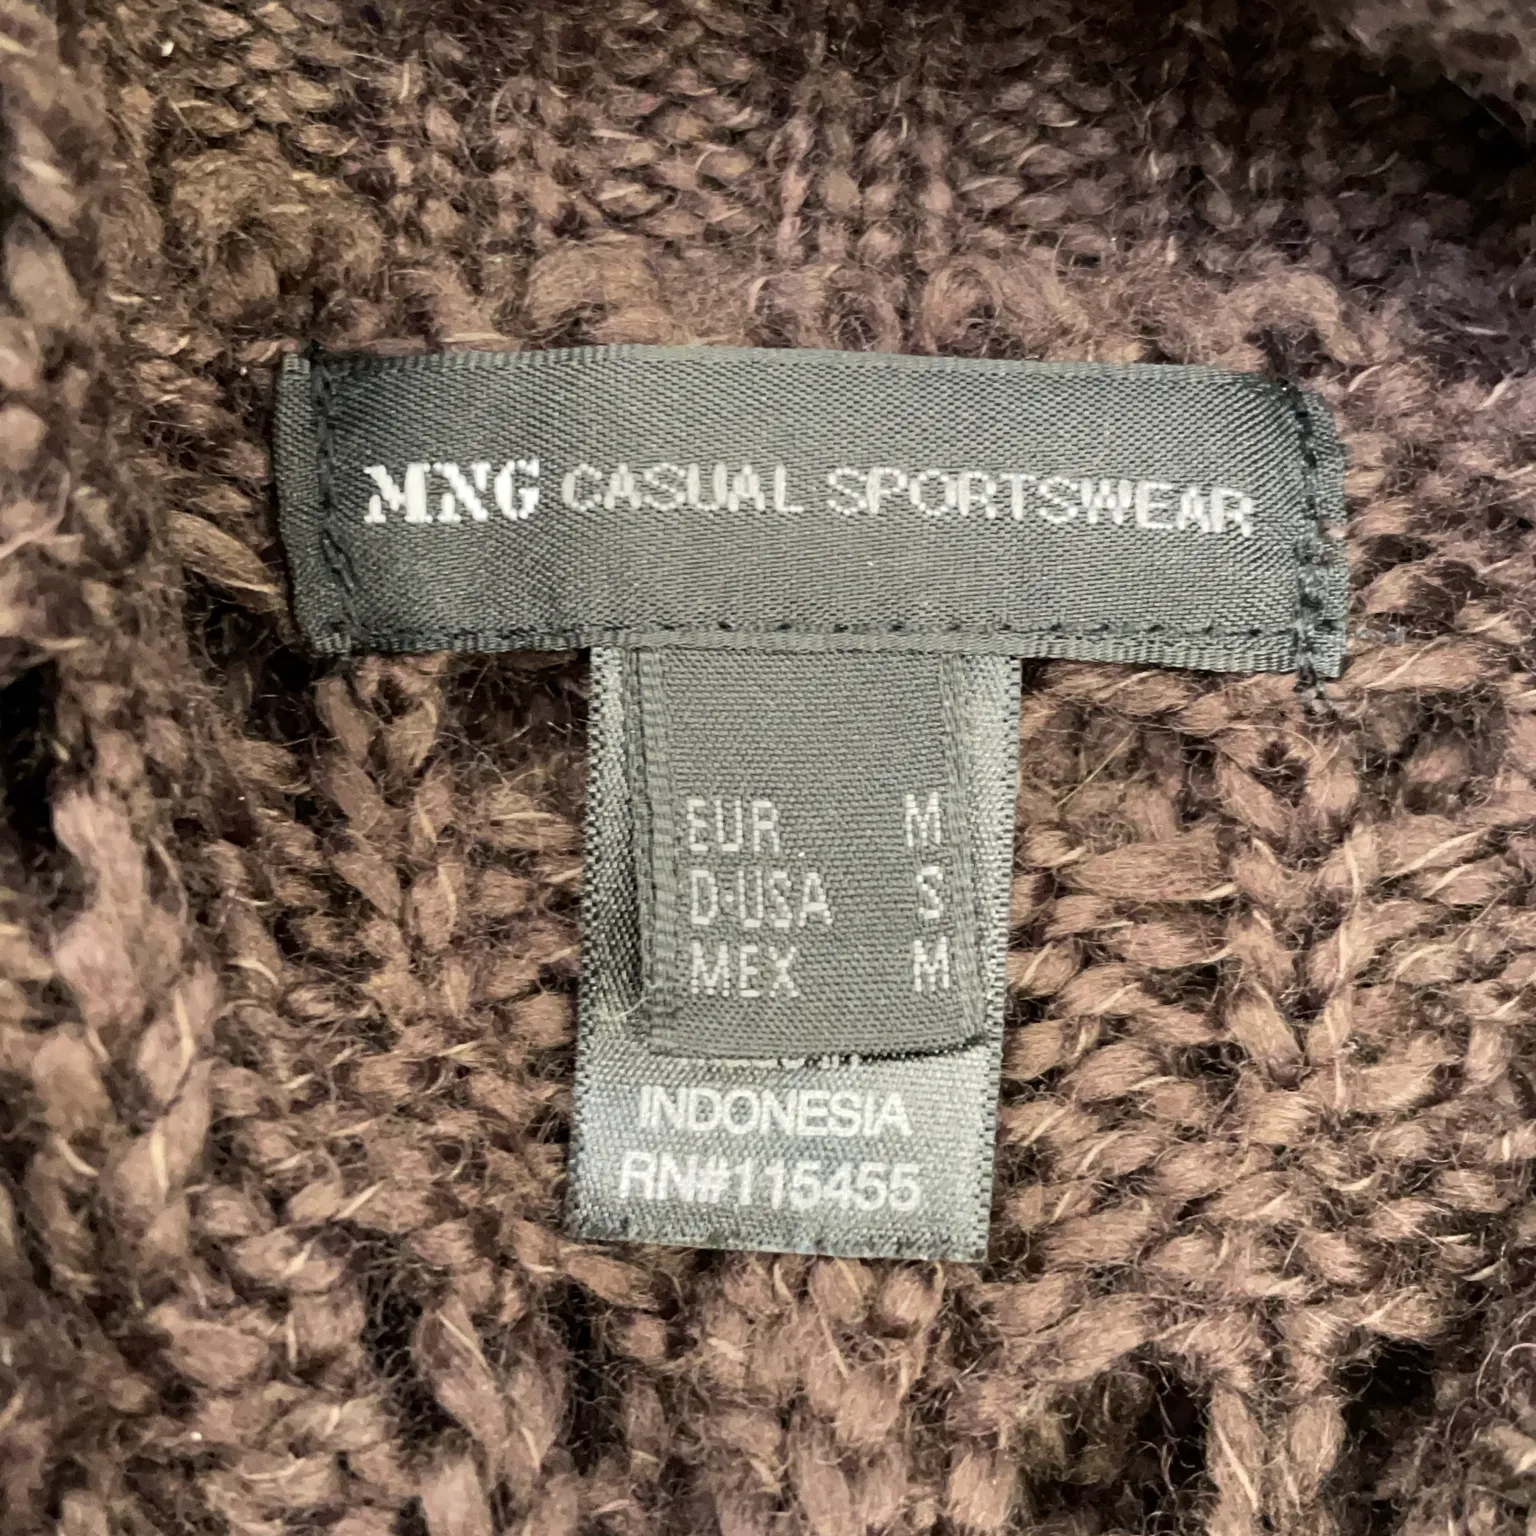 MNG CASUAL SPORTSWEAR
EUR M
D-USA S
MEX M
INDONESIA
RN#115455